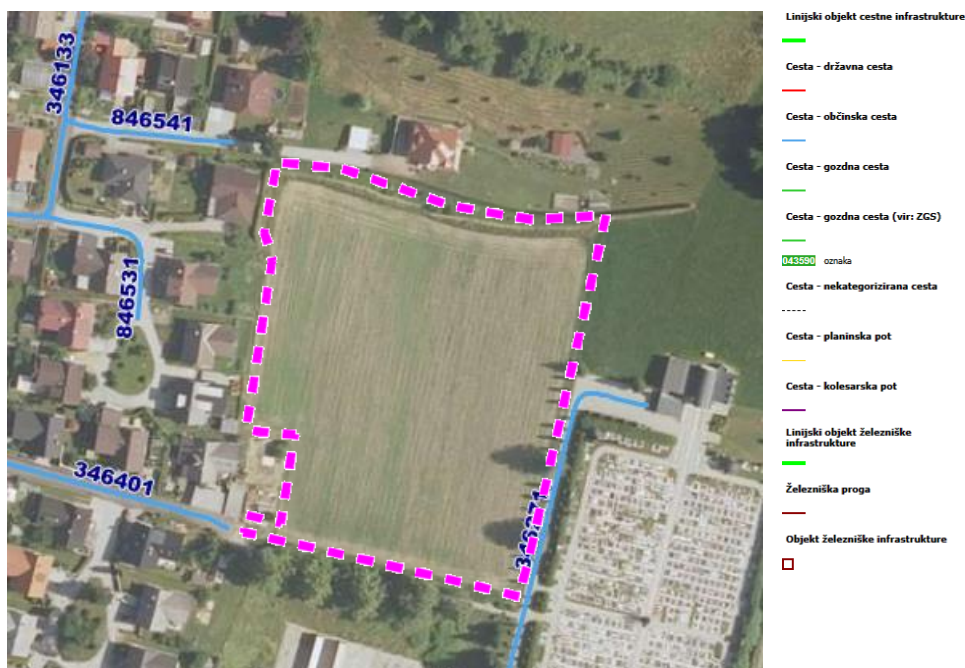 346133
846541
846531
346401
346271
Linijski objekt cestne infrastrukture
Cesta - državna cesta
Cesta - občinska cesta
Cesta - gozdna cesta
Cesta - gozdna cesta (vir: ZGS)
043590 oznaka
Cesta - nekategorizirana cesta
Cesta - planinska pot
Cesta - kolesarska pot
Linijski objekt železniške
infrastrukture
Železniška proga
Objekt železniške infrastrukture